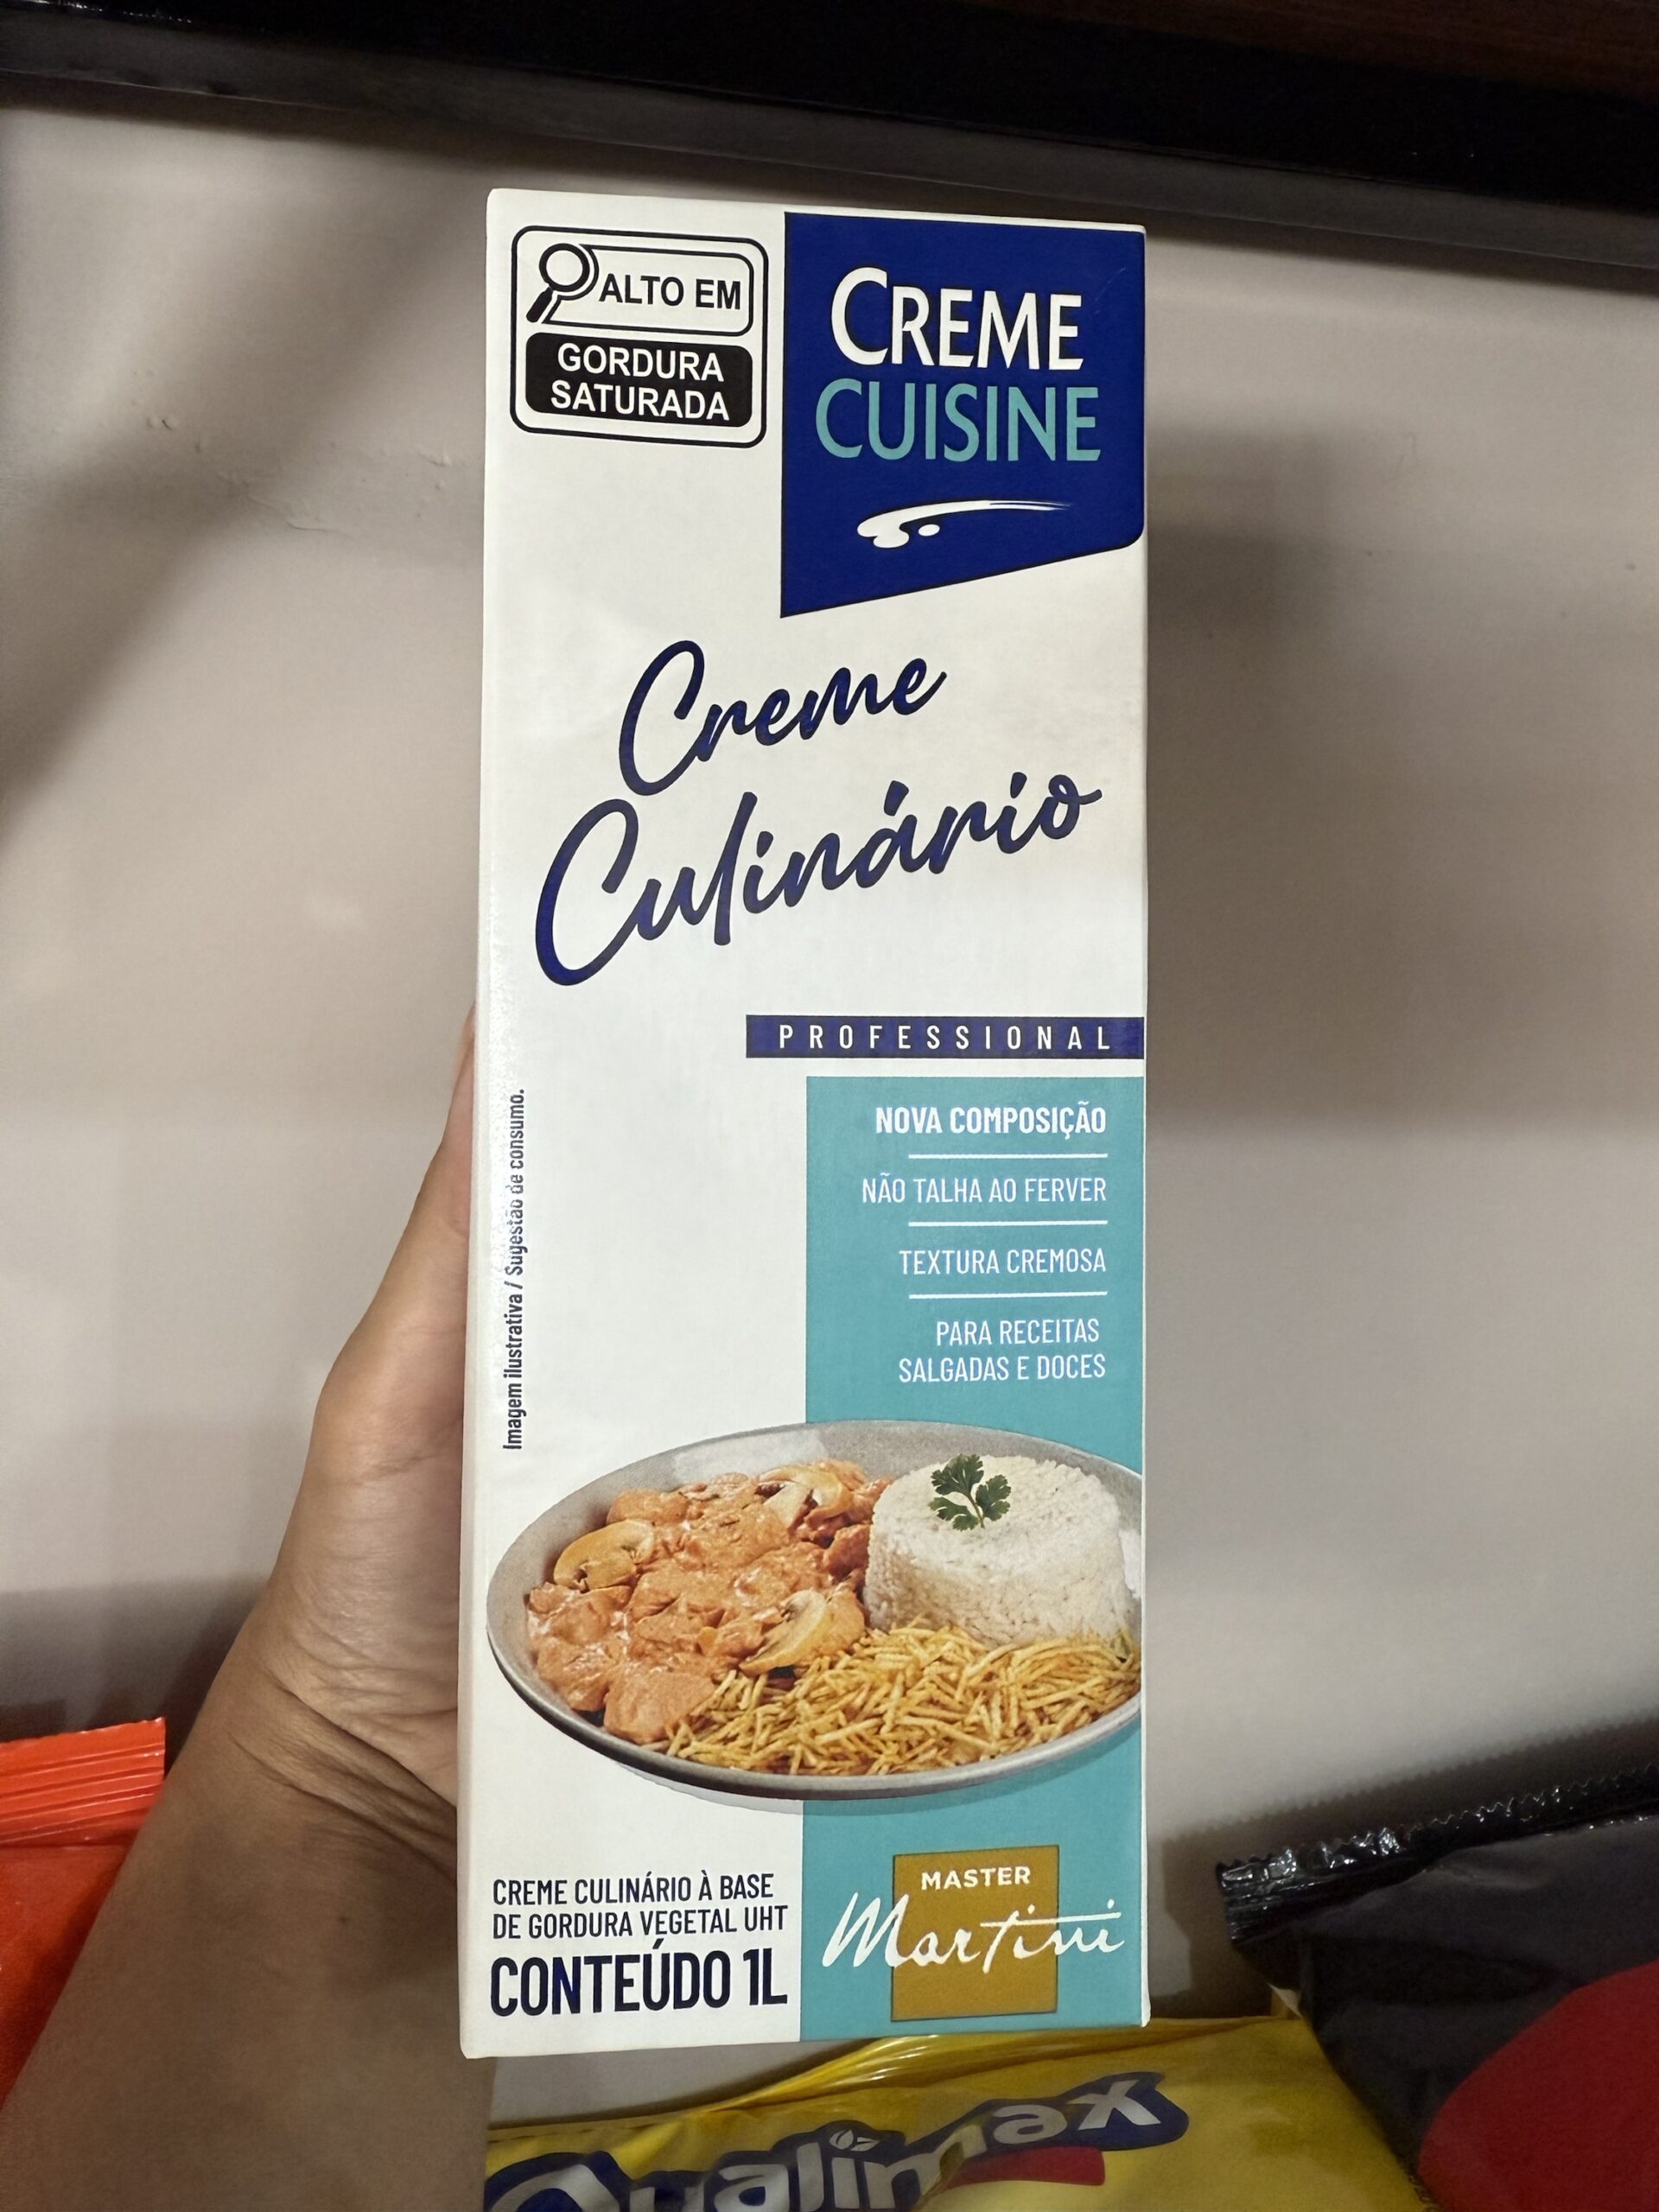 ALTO EM
GORDURA
SATURADA
CREME
CUISINE
Creme
Culinário
PROFESSIONAL
NOVA COMPOSIÇÃO
NÃO TALHA AO FERVER
TEXTURA CREMOSA
PARA RECEITAS
SALGADAS E DOCES
Imagem ilustrativa / Sugestão de consumo.
CREME CULINÁRIO À BASE
DE GORDURA VEGETAL UHT
CONTEÚDO 1L
MASTER
Martini
Qualimax